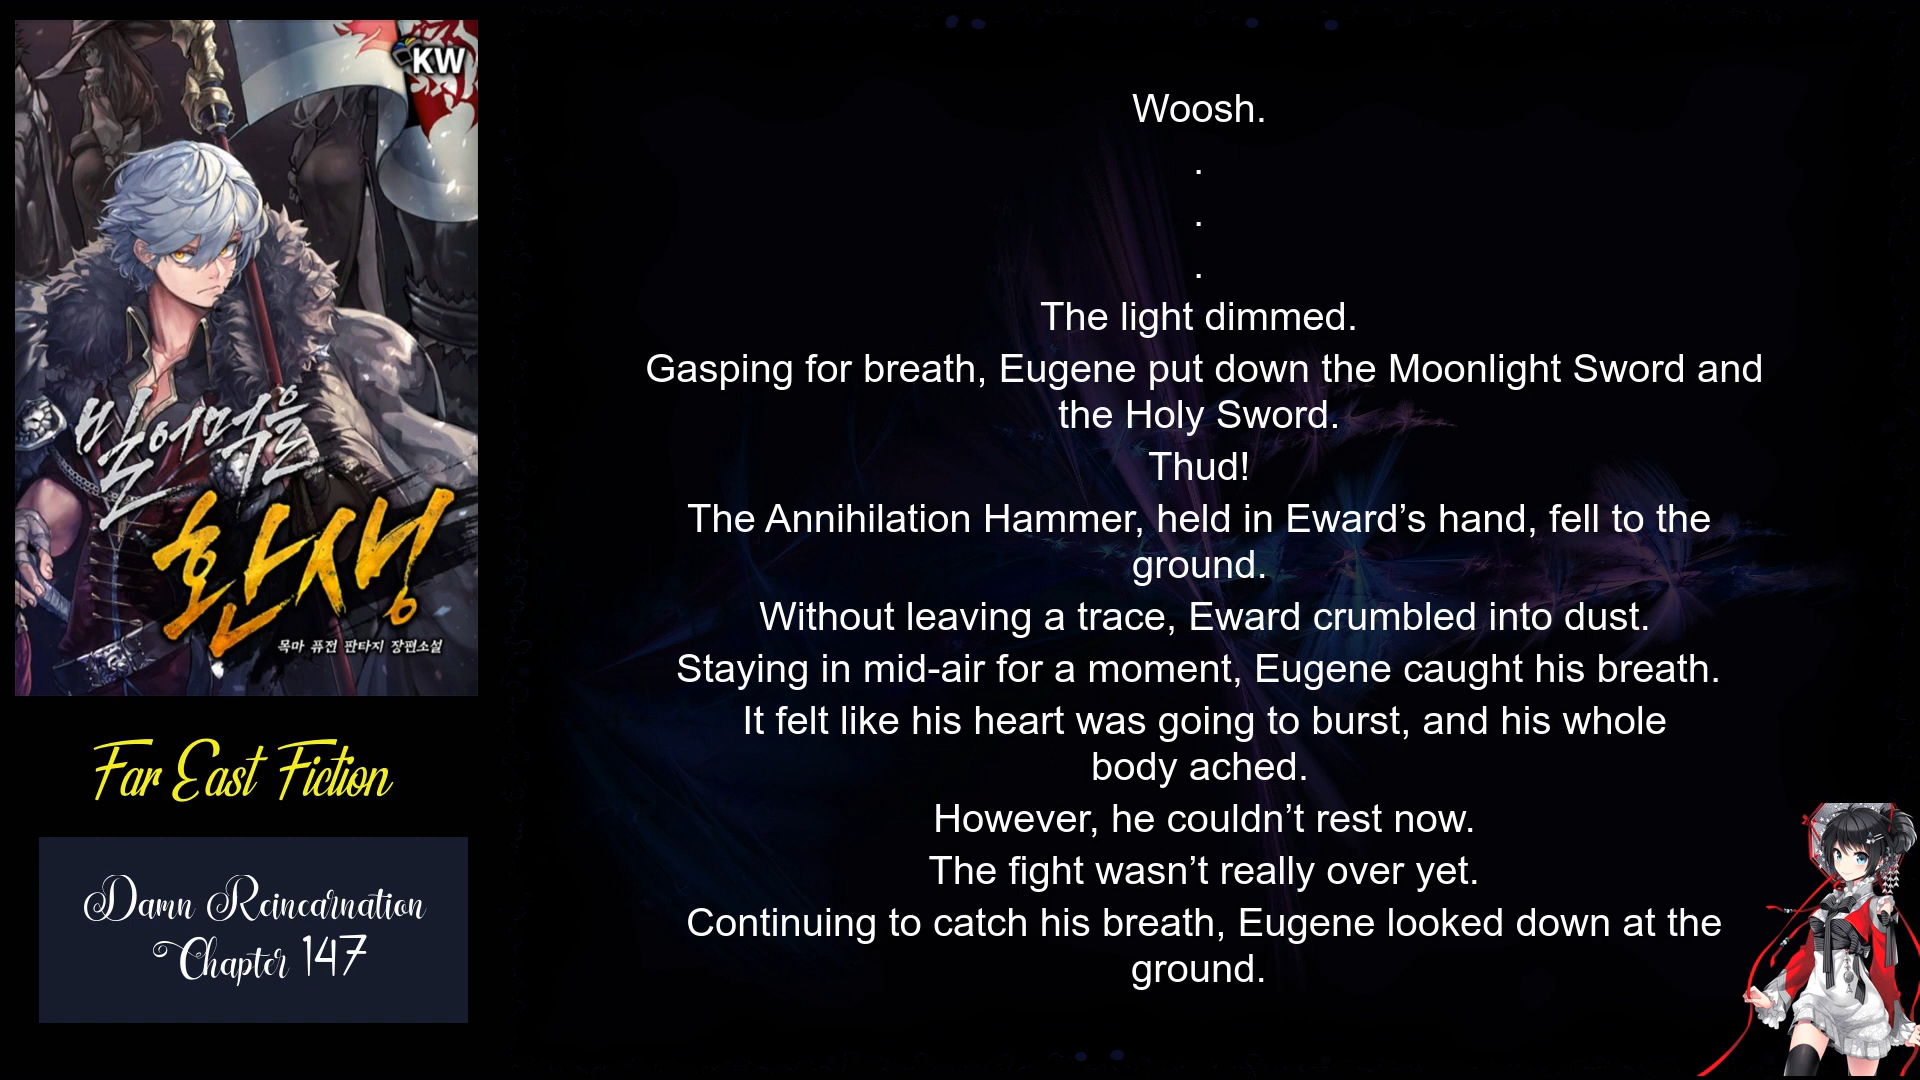 KW
빌어먹을
환생
목마 퓨전 판타지 장편소설
Far East Fiction
Damn Reincarnation
Chapter 147
Woosh.
.
.
.
The light dimmed.
Gasping for breath, Eugene put down the Moonlight Sword and
the Holy Sword.
Thud!
The Annihilation Hammer, held in Eward’s hand, fell to the
ground.
Without leaving a trace, Eward crumbled into dust.
Staying in mid-air for a moment, Eugene caught his breath.
It felt like his heart was going to burst, and his whole
body ached.
However, he couldn’t rest now.
The fight wasn’t really over yet.
Continuing to catch his breath, Eugene looked down at the
ground.